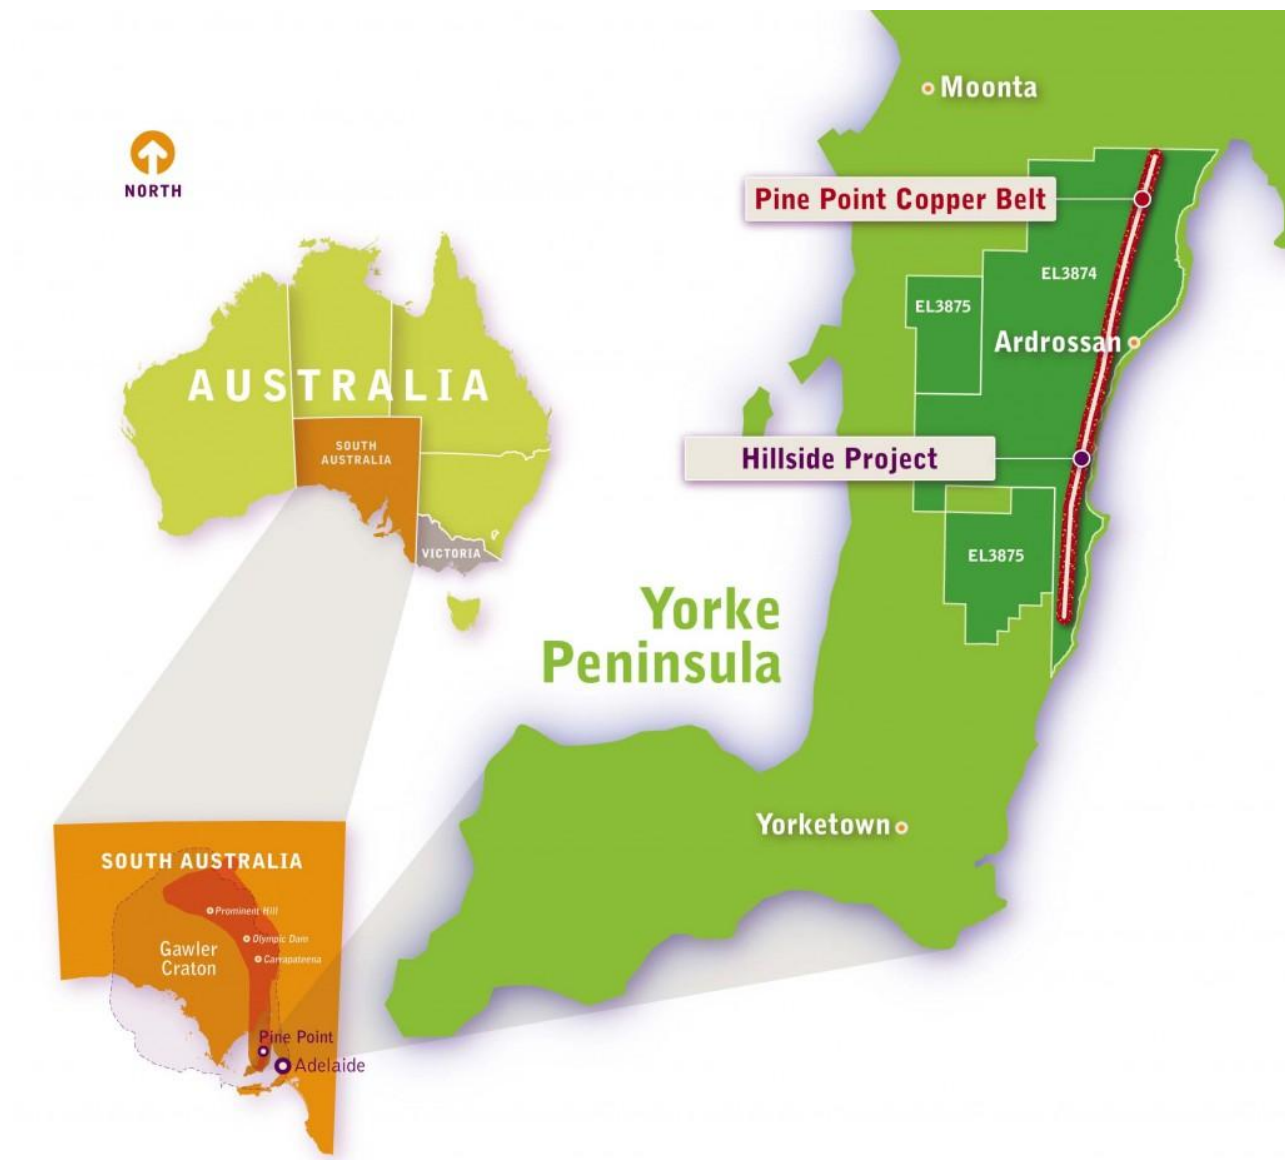 Moonta
NORTH
Pine Point Copper Belt
EL3874
EL3875
Ardrossan
AUSTRALIA
SOUTH
AUSTRALIA
Hillside Project
VICTORIA
EL3875
Yorke
Peninsula
Yorketown
SOUTH AUSTRALIA
Prominent Hill
Olympic Dam
Gawler
Craton
Carrapateena
Pine Point
Adelaide